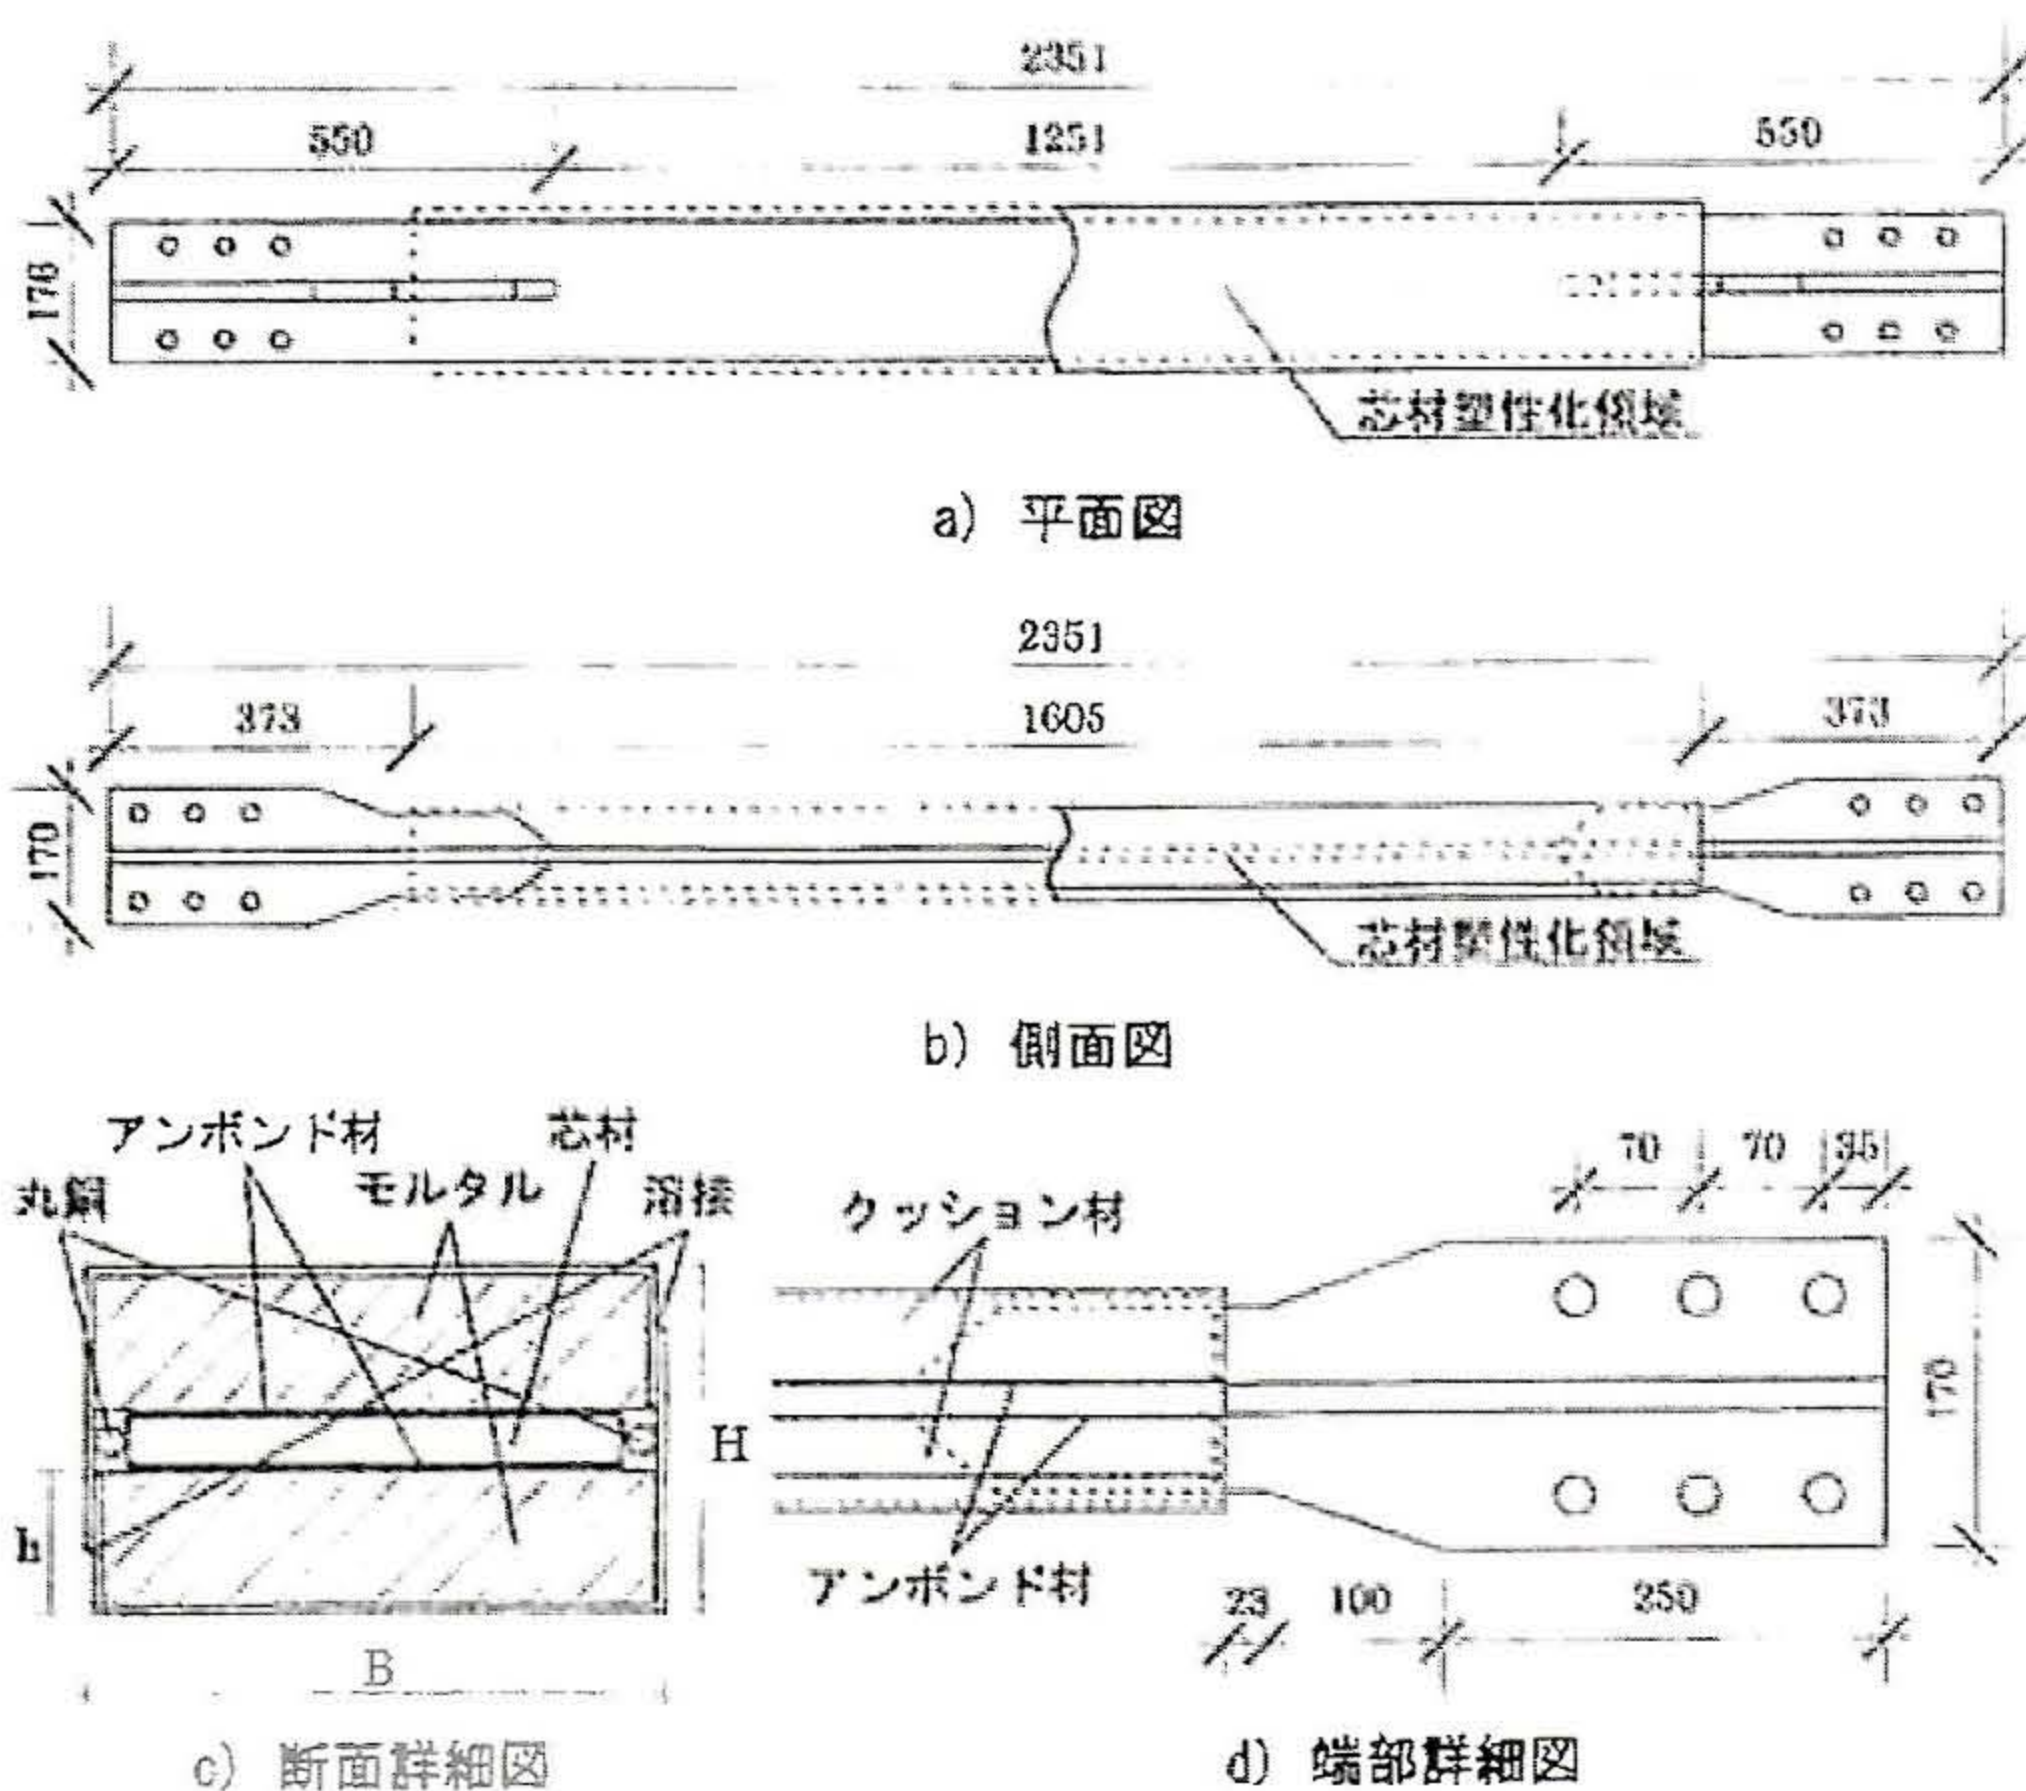 2351
550
1251
550
176
芯材塑性化領域
a) 平面図
2351
373
1605
373
170
芯材塑性化領域
b) 側面図
アンボンド材
芯材
丸鋼
モルタル
溶接
H
h
B
c) 断面詳細図
70
70
35
クッション材
170
アンボンド材
23
100
250
d) 端部詳細図